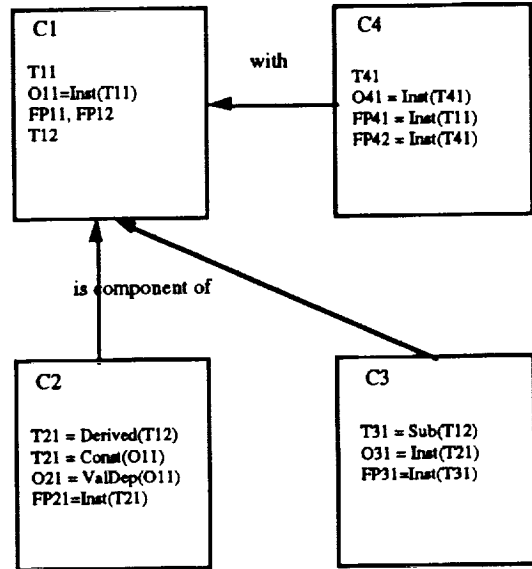 C1
T11
O11=Inst(T11)
FP11, FP12
T12
with
C4
T41
O41 = Inst(T41)
FP41 = Inst(T11)
FP42 = Inst(T41)
is component of
C2
T21 = Derived(T12)
T21 = Const(O11)
O21 = ValDep(O11)
FP21=Inst(T21)
C3
T31 = Sub(T12)
O31 = Inst(T21)
FP31=Inst(T31)